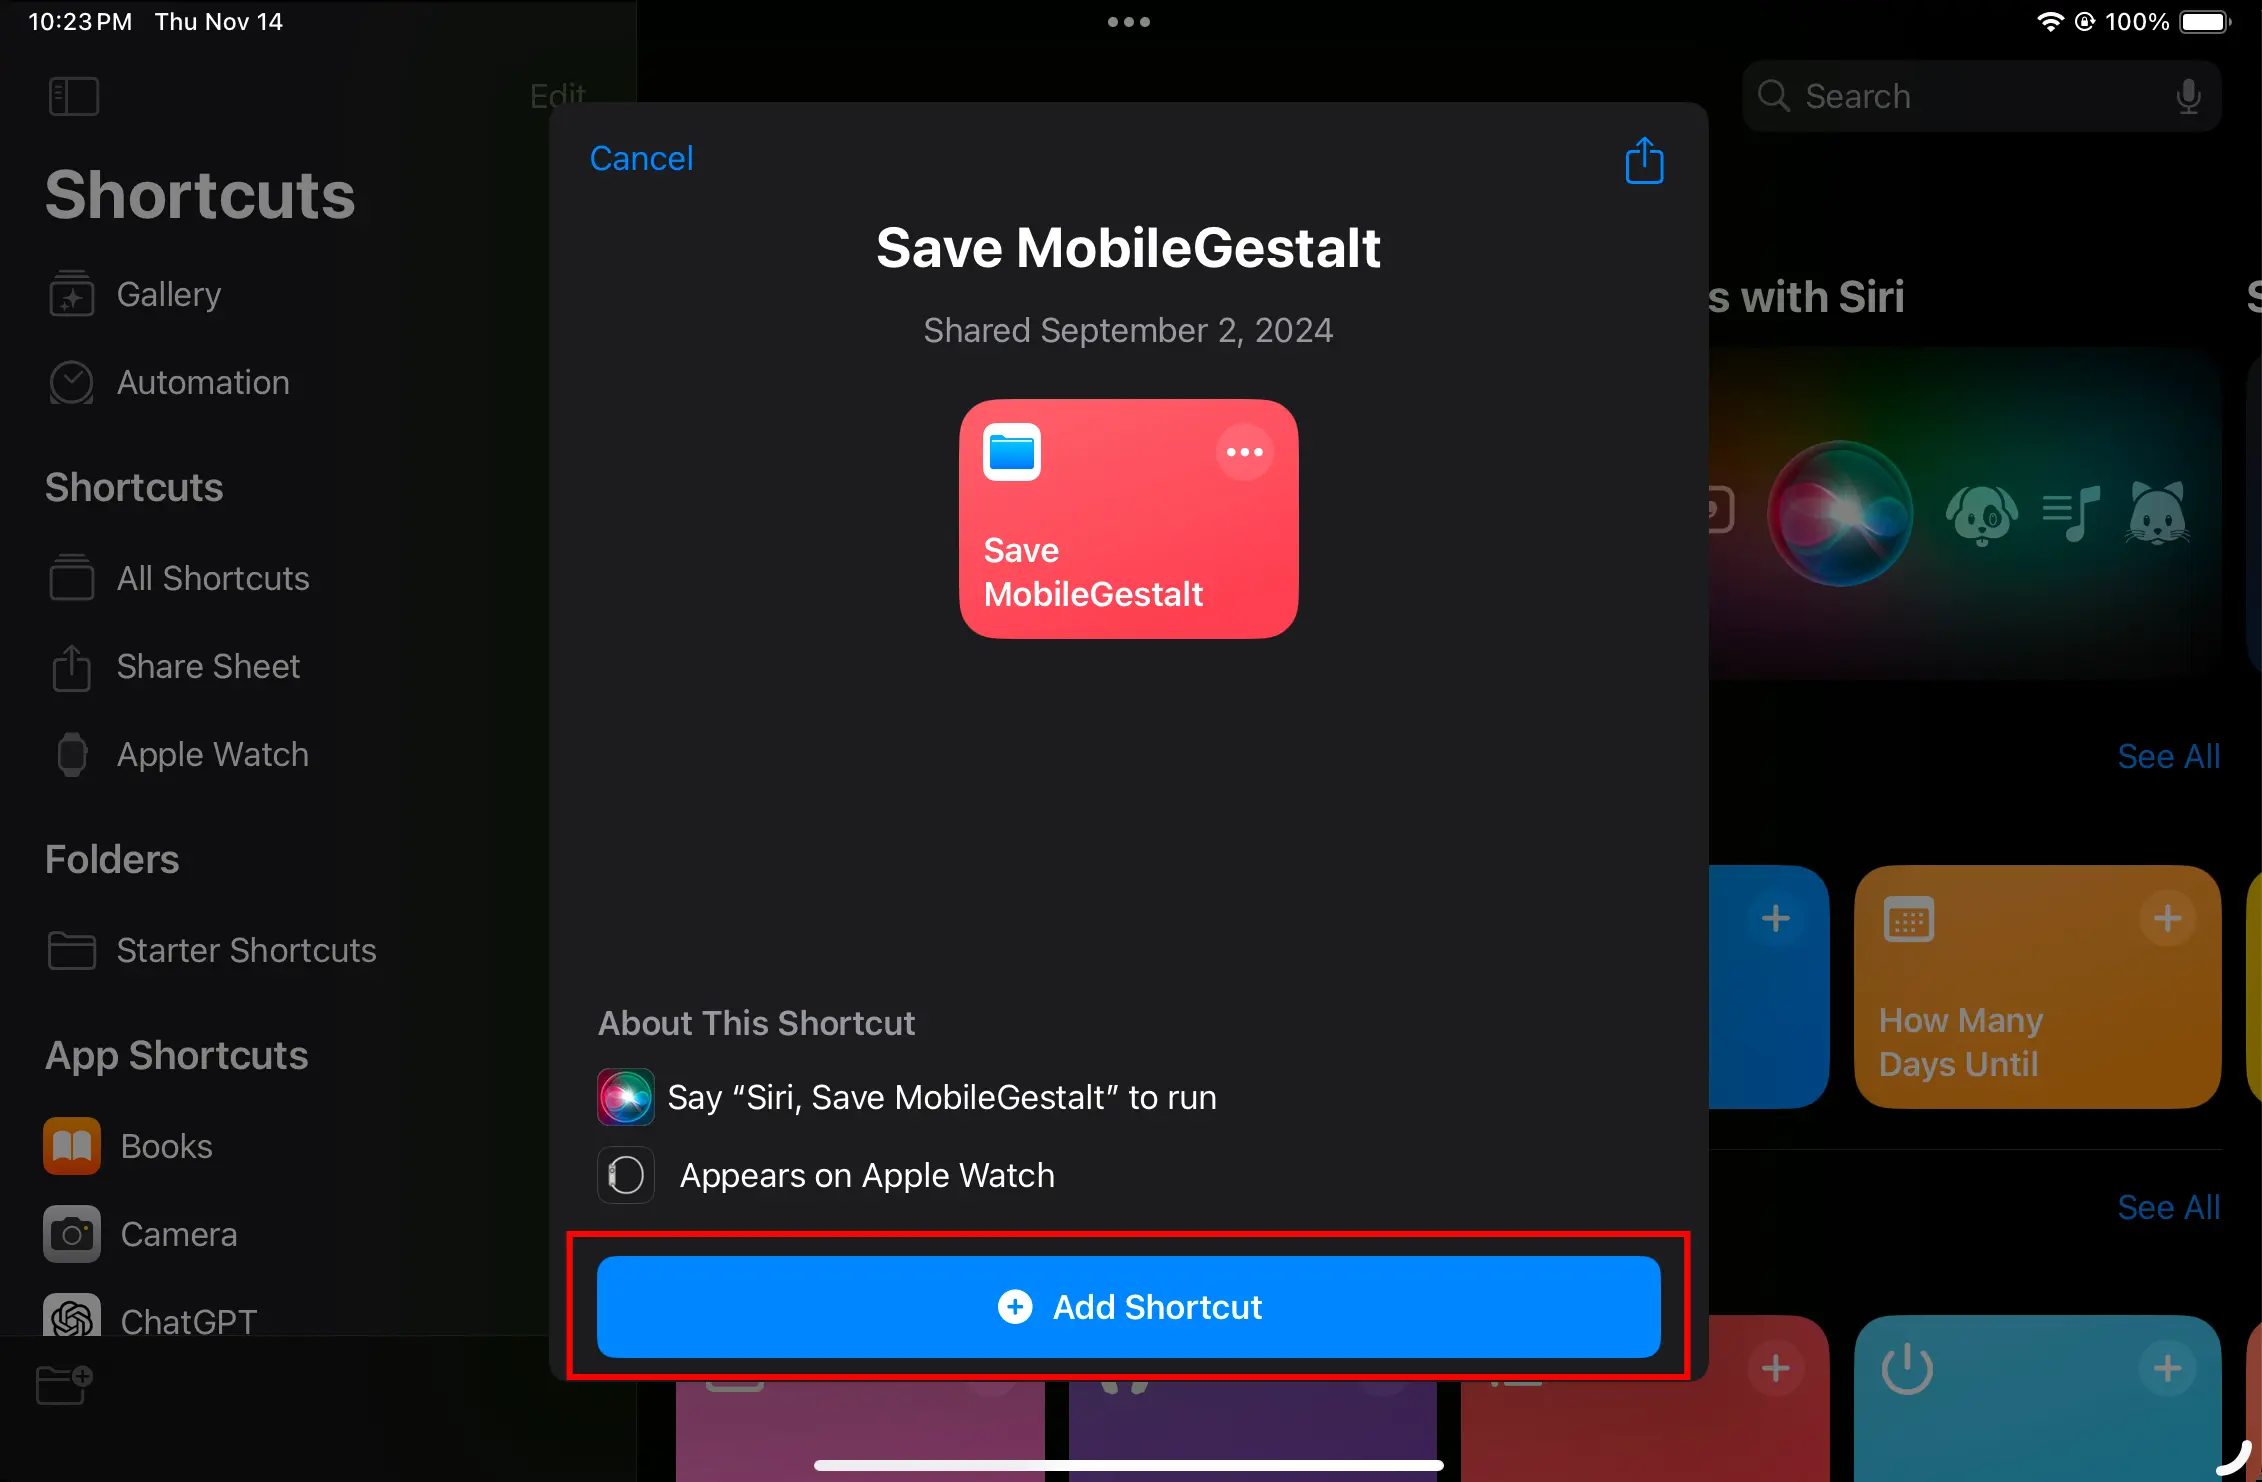 10:23 PM Thu Nov 14
100%
Edit
Search
Shortcuts
Gallery
Automation
Shortcuts
All Shortcuts
Share Sheet
Apple Watch
Folders
Starter Shortcuts
App Shortcuts
Books
Camera
ChatGPT
Cancel
Save MobileGestalt
Shared September 2, 2024
Save
MobileGestalt
About This Shortcut
Say “Siri, Save MobileGestalt” to run
Appears on Apple Watch
Add Shortcut
s with Siri
S
See All
How Many
Days Until
See All